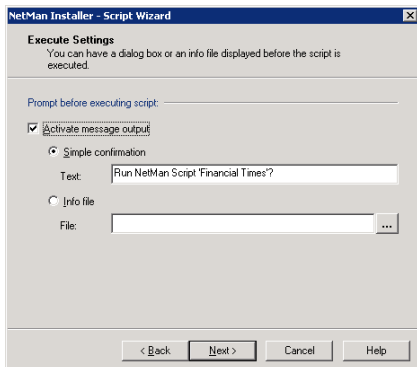 NetMan Installer - Script Wizard
Execute Settings
You can have a dialog box or an info file displayed before the script is
executed.
Prompt before executing script:
Activate message output
Simple confirmation
Text: Run NetMan Script 'Financial Times'?
Info file
File: ...
< Back Next > Cancel Help